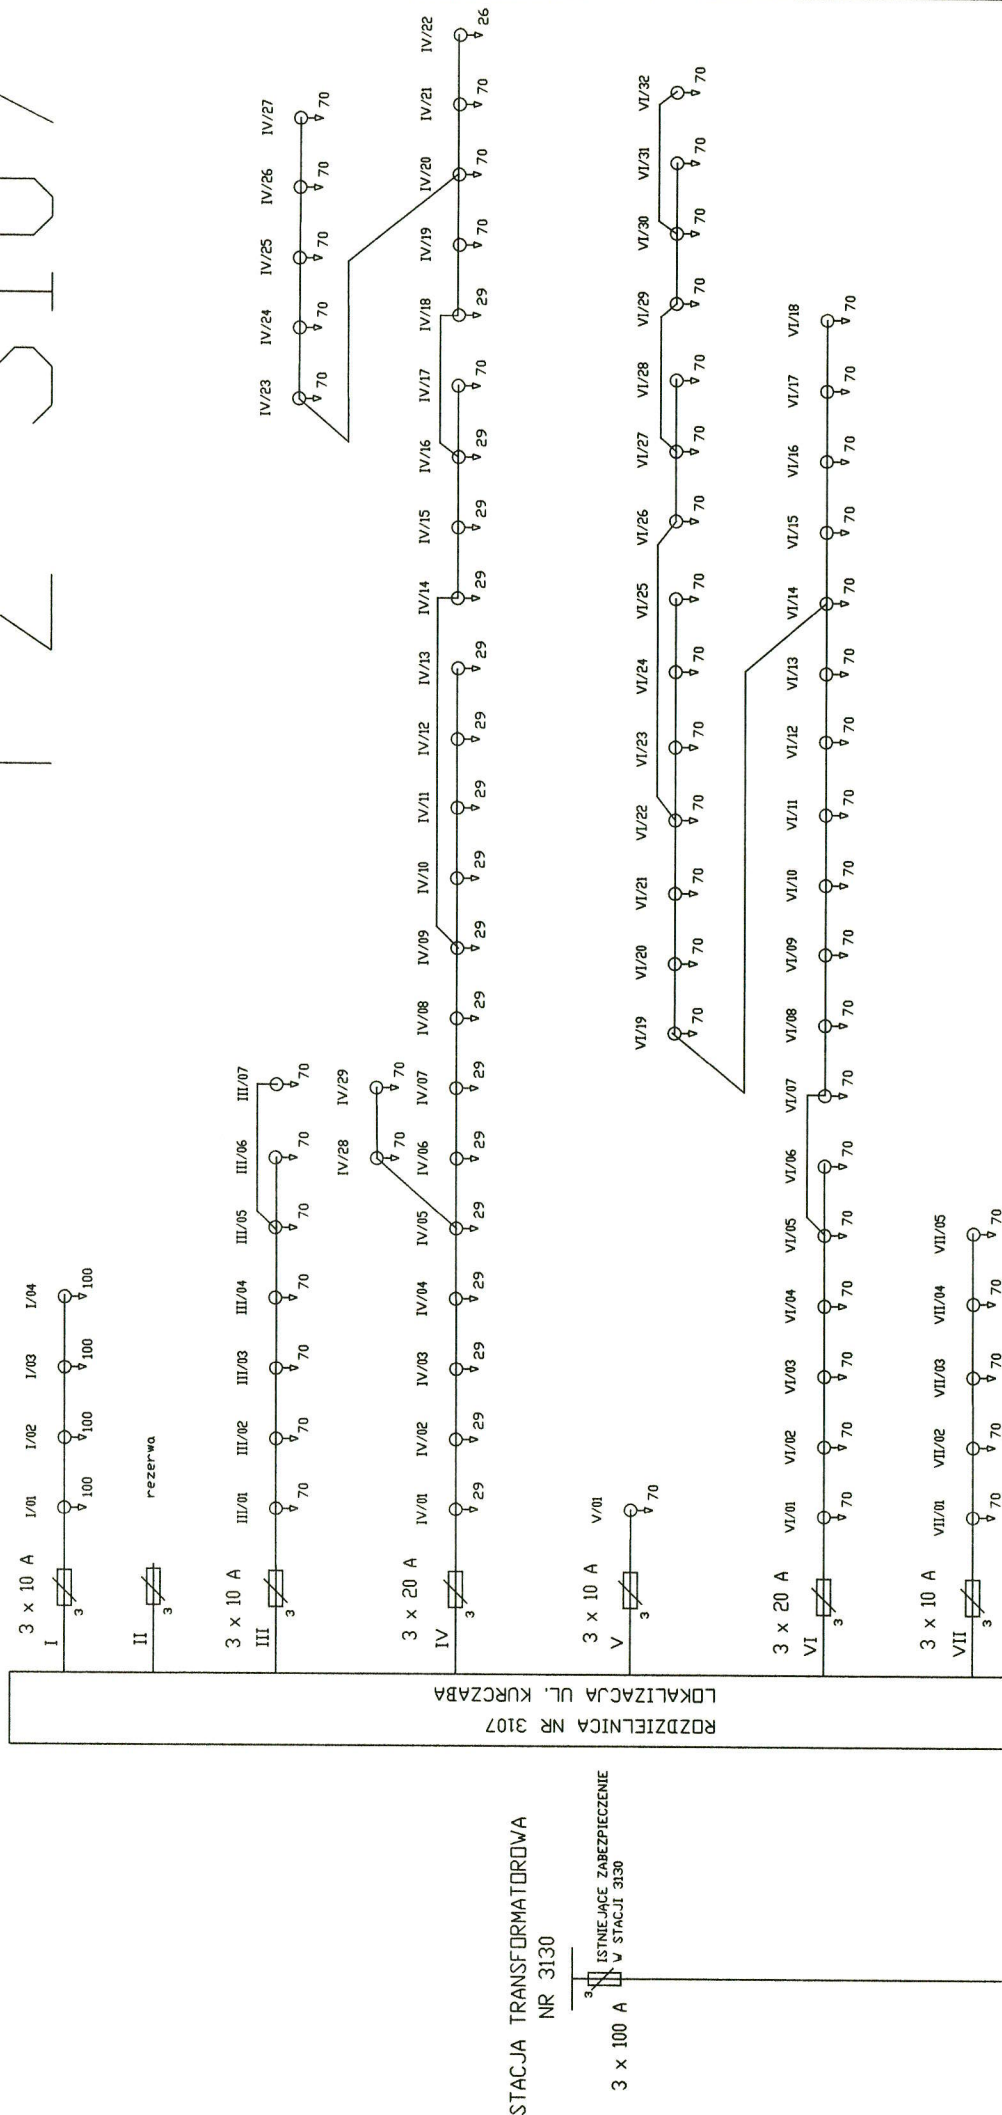 STACJA TRANSFORMATOROWA
NR 3130
3 x 100 A
3
ISTNIEJĄCE ZABEZPIECZENIE
W STACJI 3130
ROZDZIELNICA NR 3107
LOKALIZACJA UL. KURCZABA
3 x 10 A
I
3
I/01 I/02 I/03 I/04
100 100 100 100
II
3
rezerwa
3 x 10 A
III
3
III/01 III/02 III/03 III/04 III/05 III/06 III/07
70 70 70 70 70 70 70
IV/23 IV/24 IV/25 IV/26 IV/27
70 70 70 70 70
IV/28 IV/29
70 70
3 x 20 A
IV
3
IV/01 IV/02 IV/03 IV/04 IV/05 IV/06 IV/07 IV/08 IV/09 IV/10 IV/11 IV/12 IV/13 IV/14 IV/15 IV/16 IV/17 IV/18 IV/19 IV/20 IV/21 IV/22
29 29 29 29 29 29 29 29 29 29 29 29 29 29 29 29 70 29 70 70 70 26
3 x 10 A
V
3
V/01
70
VI/19 VI/20 VI/21 VI/22 VI/23 VI/24 VI/25 VI/26 VI/27 VI/28 VI/29 VI/30 VI/31 VI/32
70 70 70 70 70 70 70 70 70 70 70 70 70 70
3 x 20 A
VI
3
VI/01 VI/02 VI/03 VI/04 VI/05 VI/06 VI/07 VI/08 VI/09 VI/10 VI/11 VI/12 VI/13 VI/14 VI/15 VI/16 VI/17 VI/18
70 70 70 70 70 70 70 70 70 70 70 70 70 70 70 70 70 70
3 x 10 A
VII
3
VII/01 VII/02 VII/03 VII/04 VII/05
70 70 70 70 70